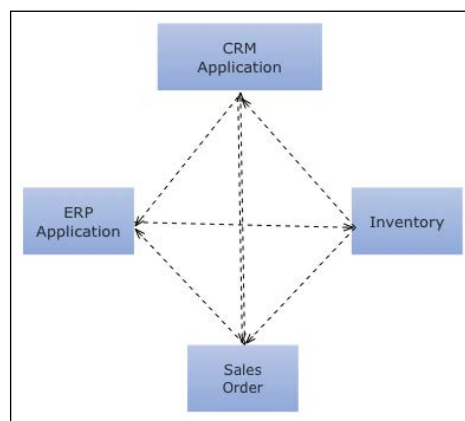 CRM
Application
ERP
Application
Inventory
Sales
Order